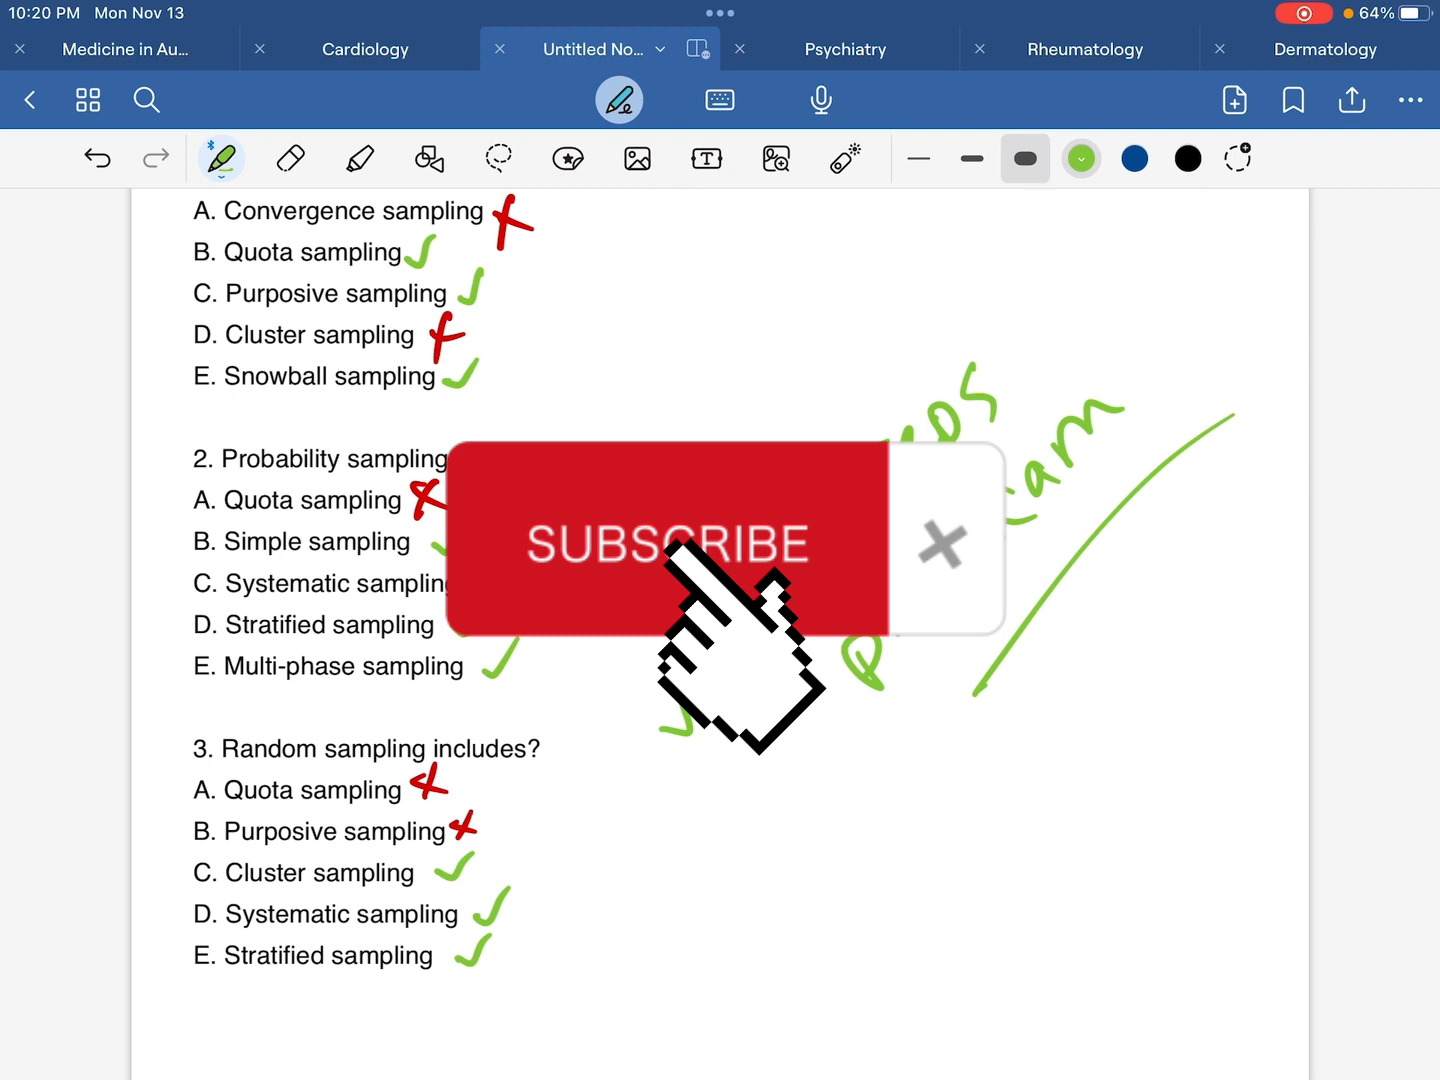 10:20 PM Mon Nov 13
64%
Medicine in Au...
Cardiology
Untitled No...
Psychiatry
Rheumatology
Dermatology
A. Convergence sampling
B. Quota sampling
C. Purposive sampling
D. Cluster sampling
E. Snowball sampling
2. Probability sampling
A. Quota sampling
B. Simple sampling
C. Systematic samplin
D. Stratified sampling
E. Multi-phase sampling
SUBSCRIBE
3. Random sampling includes?
A. Quota sampling
B. Purposive sampling
C. Cluster sampling
D. Systematic sampling
E. Stratified sampling